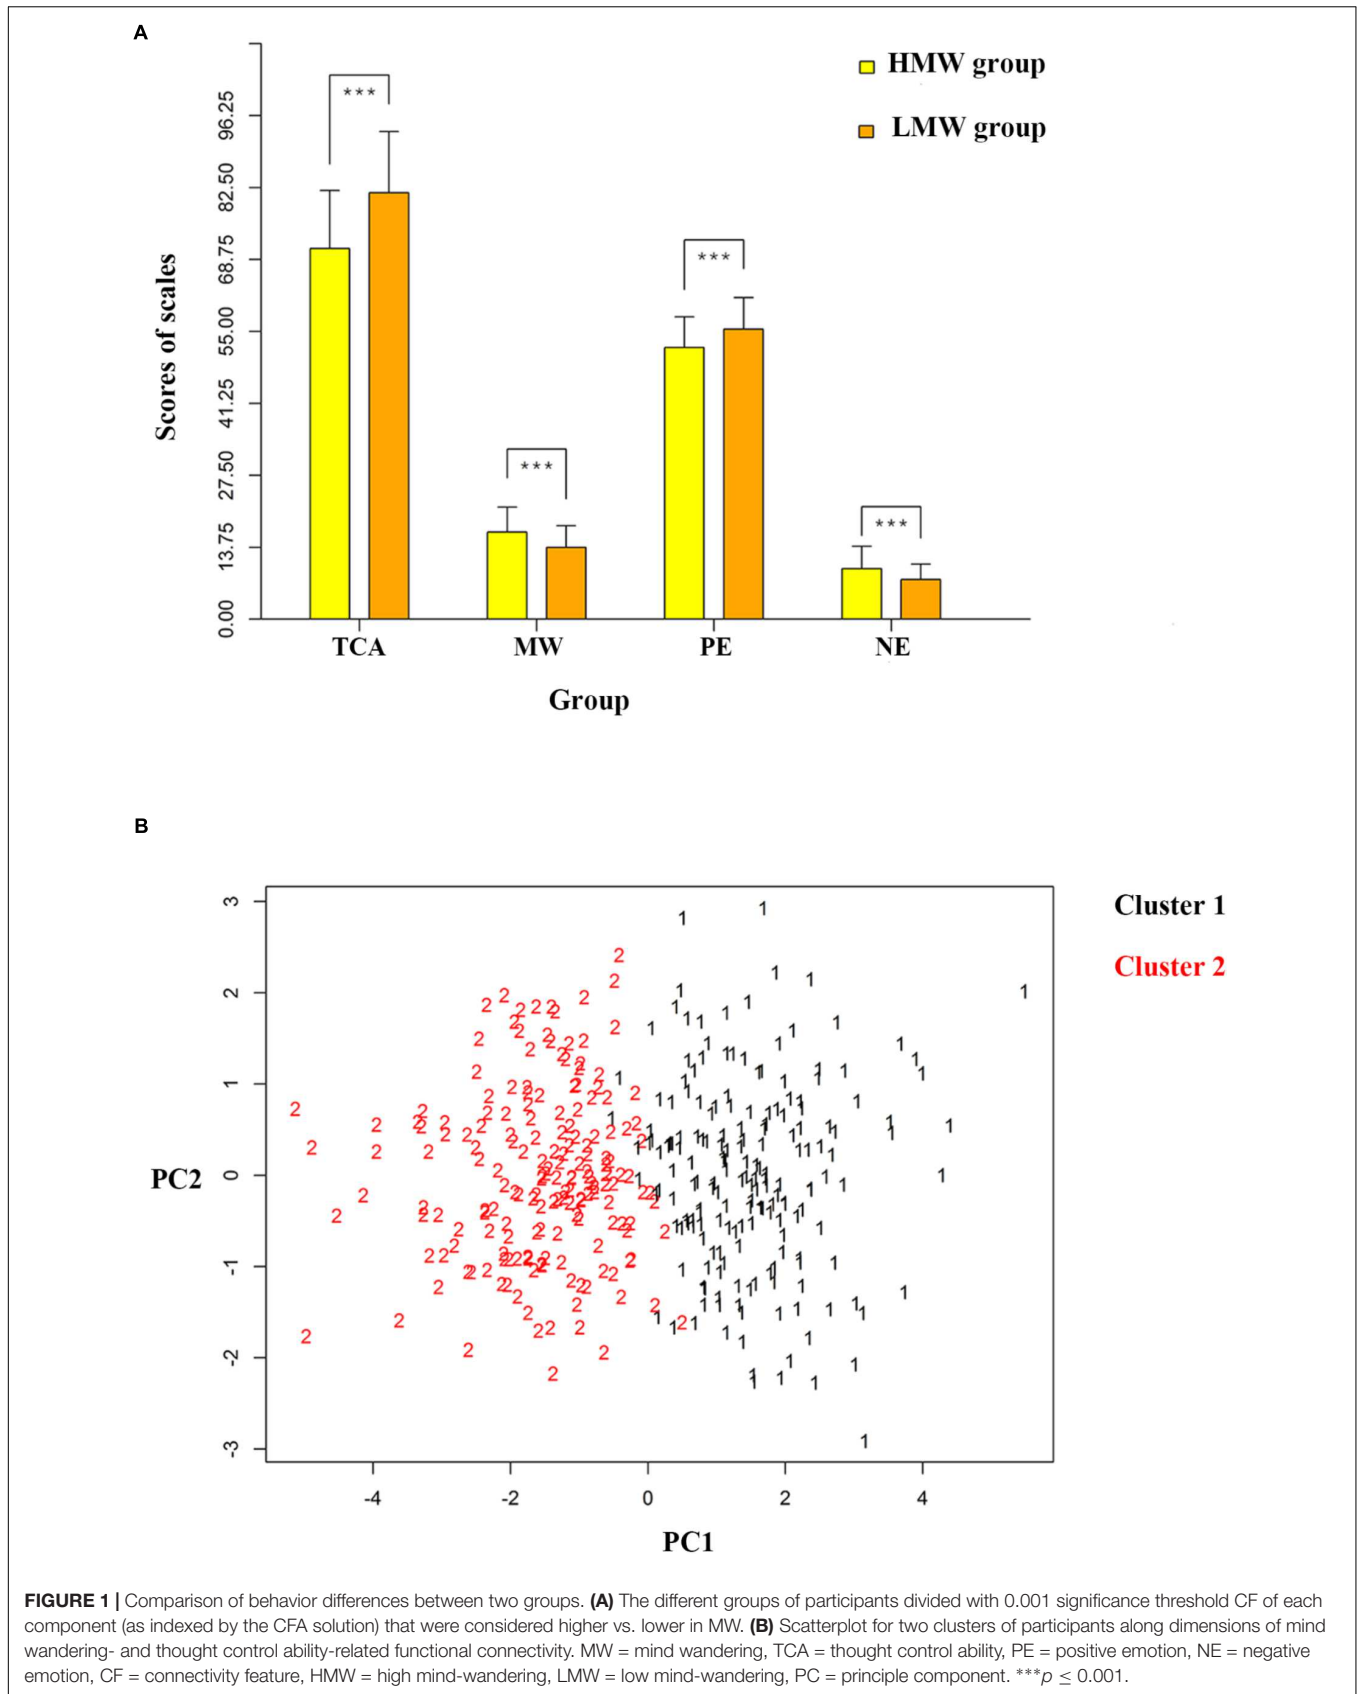 A
HMW group
LMW group
***
***
***
***
Scores of scales
96.25
82.50
68.75
55.00
41.25
27.50
13.75
0.00
TCA MW PE NE
Group
B
Cluster 1
Cluster 2
PC2
3
2
1
0
-1
-2
-3
-4 -2 0 2 4
PC1
FIGURE 1 | Comparison of behavior differences between two groups. (A) The different groups of participants divided with 0.001 significance threshold CF of each
component (as indexed by the CFA solution) that were considered higher vs. lower in MW. (B) Scatterplot for two clusters of participants along dimensions of mind
wandering- and thought control ability-related functional connectivity. MW = mind wandering, TCA = thought control ability, PE = positive emotion, NE = negative
emotion, CF = connectivity feature, HMW = high mind-wandering, LMW = low mind-wandering, PC = principle component. ***p ≤ 0.001.